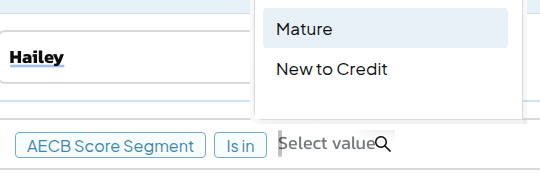 Mature
Hailey
New to Credit
AECB Score Segment Is in Select value